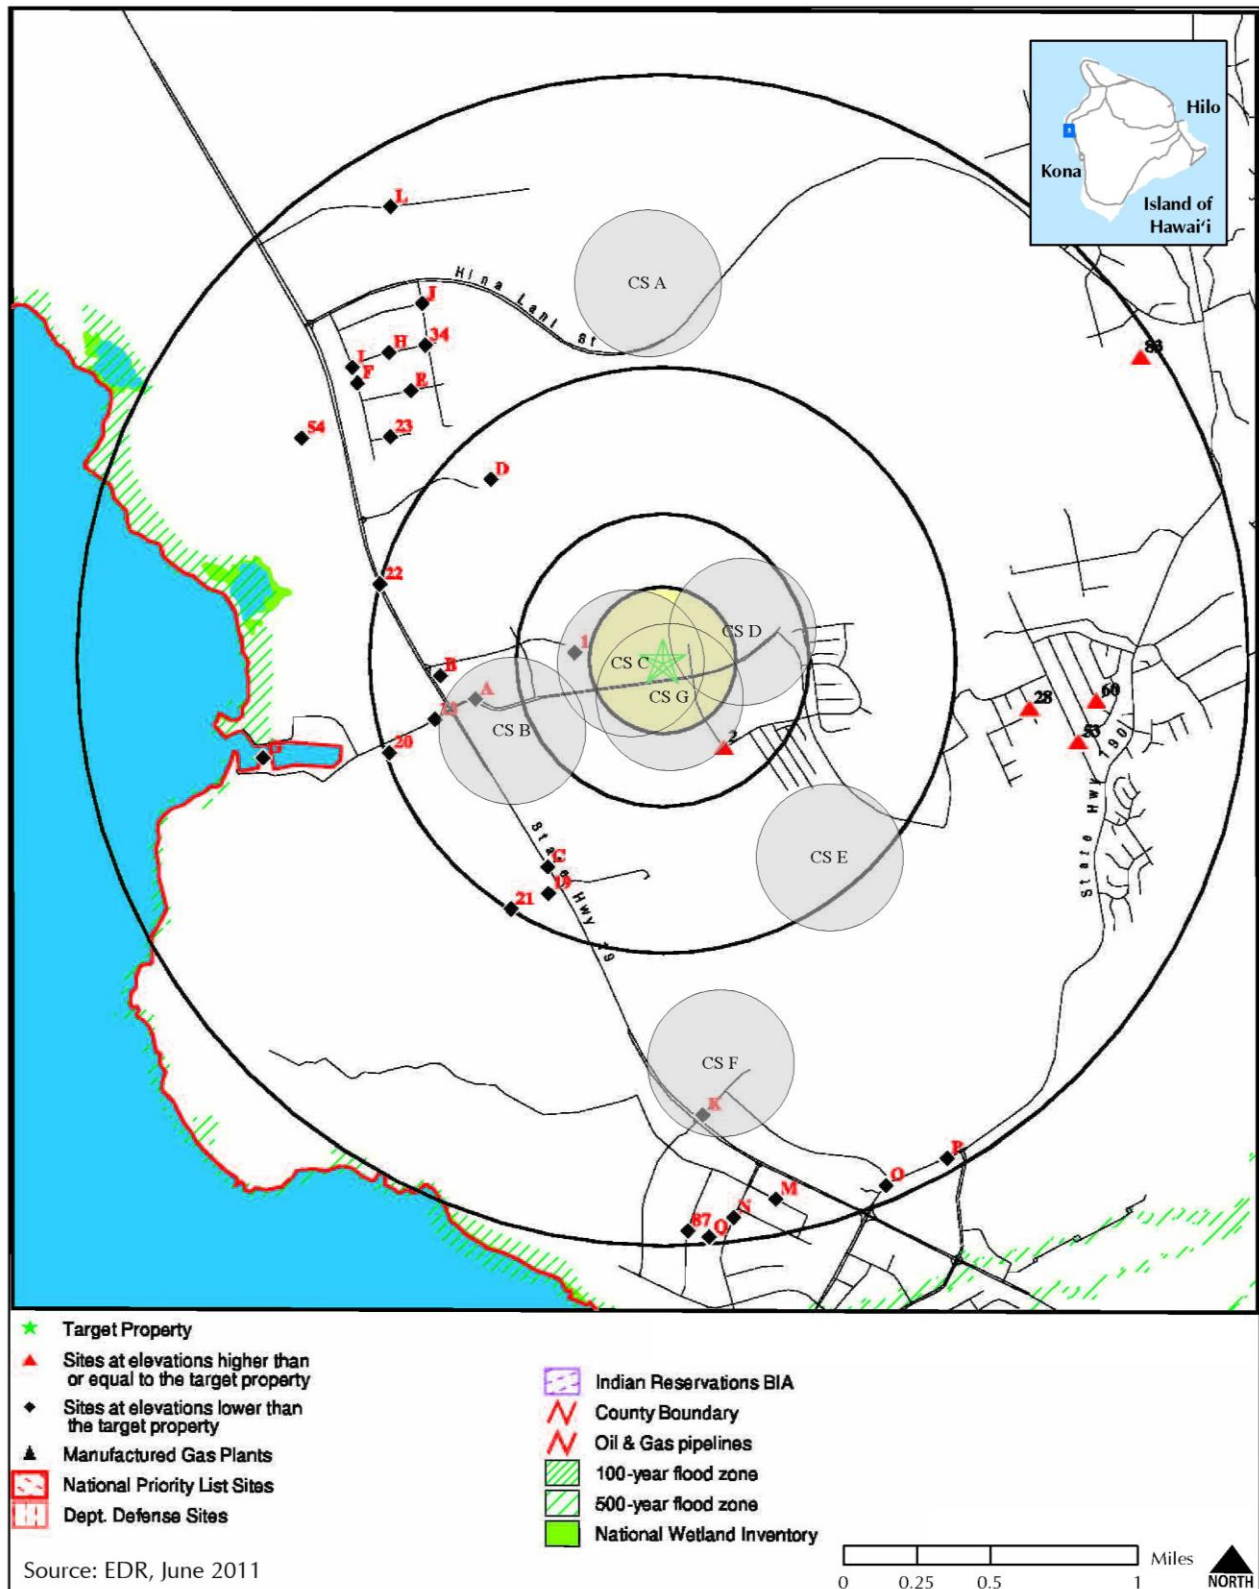 Hilo
Kona
Island of
Hawai‘i
L
CS A
Hina Lani St
J
34
H
I
F
E
88
54
23
D
22
CS D
1
CS C
B
CS G
A
28
60
12
CS B
2
53
20
G
State Hwy 190
State Hwy 19
C
CS E
19
21
CS F
K
P
O
M
N
87
Q
Target Property
Sites at elevations higher than
or equal to the target property
Sites at elevations lower than
the target property
Manufactured Gas Plants
National Priority List Sites
Dept. Defense Sites
Indian Reservations BIA
County Boundary
Oil & Gas pipelines
100-year flood zone
500-year flood zone
National Wetland Inventory
Source: EDR, June 2011
Miles
0 0.25 0.5 1
NORTH